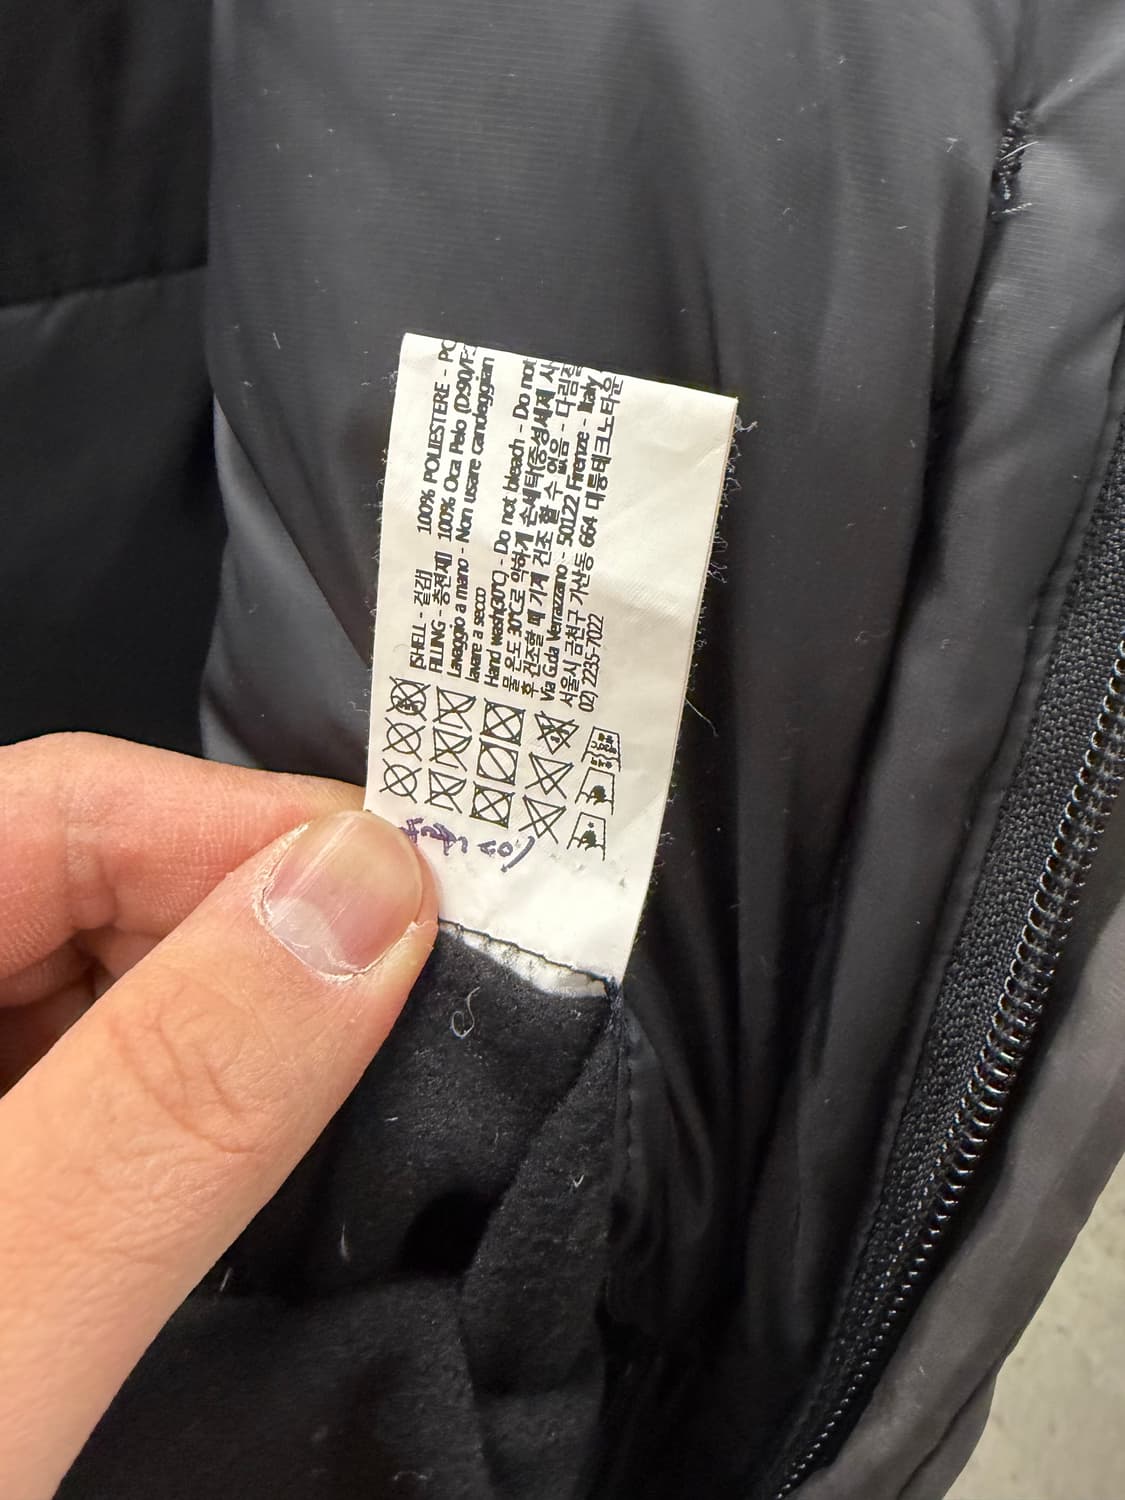 [SHELL - 겉감] 100% POLIESTERE - PO
FILLING - 충전재] 100% Oca Pelo (D90/F
Lavaggio a mano - Non usare candeggian
lavare a secco
Hand wash(30°C) - Do not bleach - Do not
물 온도 30°C로 약하게 손세탁(중성세제 사
후 건조할 때 기계 건조 할 수 없음 - 다림질
Via G.da Verrazzano - 50122 Firenze - Italy
서울시 금천구 가산동 664 대륭테크노타운
02) 2235-7022